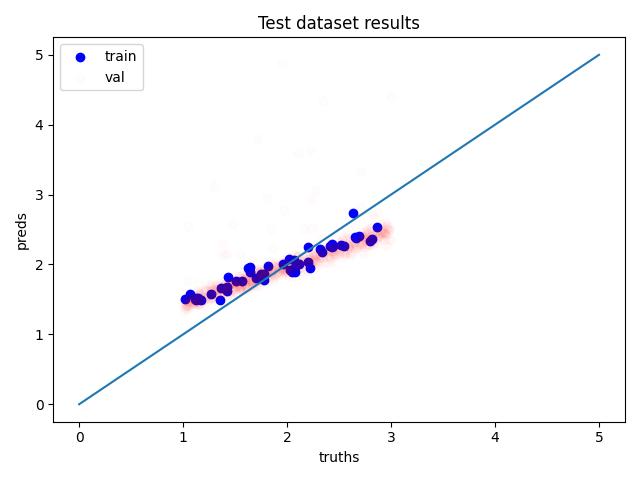 Test dataset results
train
val
preds
5
4
3
2
1
0
0 1 2 3 4 5
truths